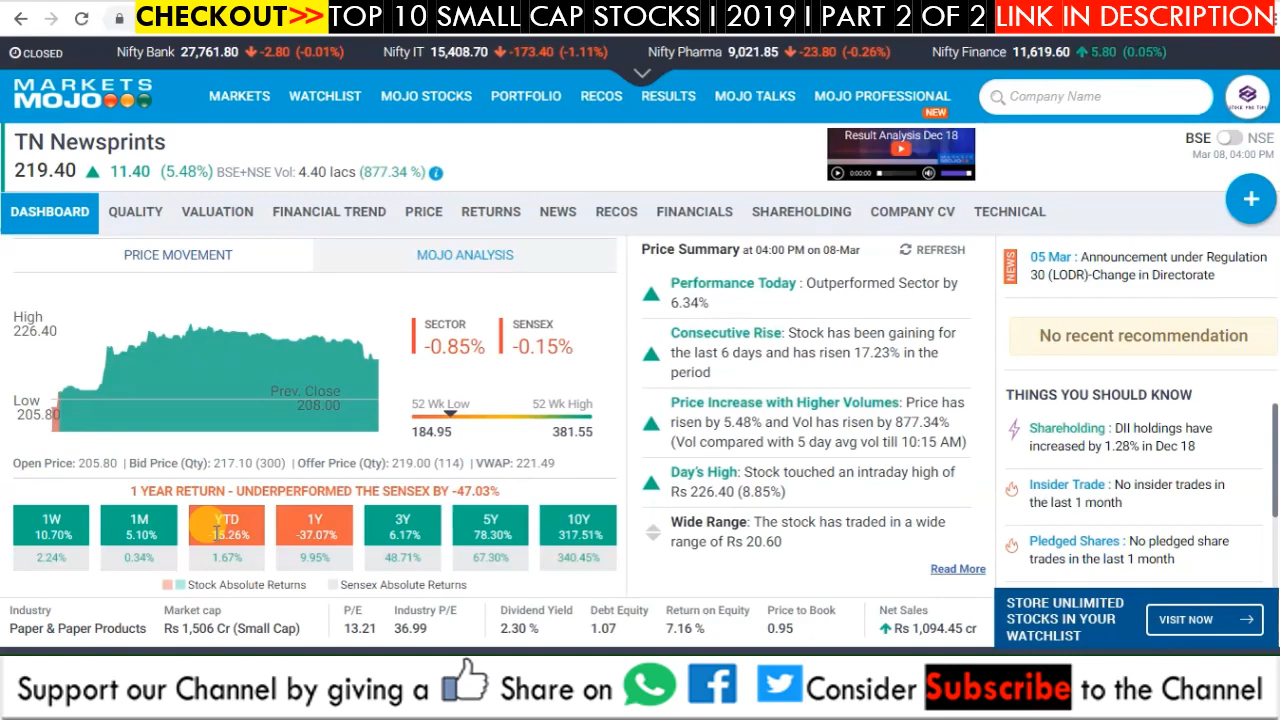 CHECKOUT>> TOP 10 SMALL CAP STOCKS I 2019 I PART 2 OF 2 LINK IN DESCRIPTION
CLOSED Nifty Bank 27,761.80 -2.80 (-0.01%) Nifty IT 15,408.70 -173.40 (-1.11%) Nifty Pharma 9,021.85 -23.80 (-0.26%) Nifty Finance 11,619.60 5.80 (0.05%)
MARKETS
MOJO
MARKETS WATCHLIST MOJO STOCKS PORTFOLIO RECOS RESULTS MOJO TALKS MOJO PROFESSIONAL
NEW
Company Name
TN Newsprints
219.40 11.40 (5.48%) BSE+NSE Vol: 4.40 lacs (877.34 %)
Result Analysis Dec 18
0:00:00
BSE NSE
Mar 08, 04:00 PM
DASHBOARD QUALITY VALUATION FINANCIAL TREND PRICE RETURNS NEWS RECOS FINANCIALS SHAREHOLDING COMPANY CV TECHNICAL
PRICE MOVEMENT MOJO ANALYSIS
High
226.40
Low
205.80
Prev. Close
208.00
SECTOR
-0.85%
SENSEX
-0.15%
52 Wk Low 52 Wk High
184.95 381.55
Open Price: 205.80 | Bid Price (Qty): 217.10 (300) | Offer Price (Qty): 219.00 (114) | VWAP: 221.49
1 YEAR RETURN - UNDERPERFORMED THE SENSEX BY -47.03%
1W 1M YTD 1Y 3Y 5Y 10Y
10.70% 5.10% -37.07% 6.17% 78.30% 317.51%
2.24% 0.34% 1.67% 9.95% 48.71% 67.30% 340.45%
Stock Absolute Returns Sensex Absolute Returns
Price Summary at 04:00 PM on 08-Mar REFRESH
Performance Today : Outperformed Sector by
6.34%
Consecutive Rise: Stock has been gaining for
the last 6 days and has risen 17.23% in the
period
Price Increase with Higher Volumes: Price has
risen by 5.48% and Vol has risen by 877.34%
(Vol compared with 5 day avg vol till 10:15 AM)
Day's High: Stock touched an intraday high of
Rs 226.40 (8.85%)
Wide Range: The stock has traded in a wide
range of Rs 20.60
Read More
NEWS
05 Mar : Announcement under Regulation
30 (LODR)-Change in Directorate
No recent recommendation
THINGS YOU SHOULD KNOW
Shareholding : DII holdings have
increased by 1.28% in Dec 18
Insider Trade : No insider trades in
the last 1 month
Pledged Shares : No pledged share
trades in the last 1 month
Industry Market cap P/E Industry P/E Dividend Yield Debt Equity Return on Equity Price to Book Net Sales
Paper & Paper Products Rs 1,506 Cr (Small Cap) 13.21 36.99 2.30 % 1.07 7.16 % 0.95 Rs 1,094.45 cr
STORE UNLIMITED
STOCKS IN YOUR
WATCHLIST
VISIT NOW
Support our Channel by giving a Share on Consider Subscribe to the Channel